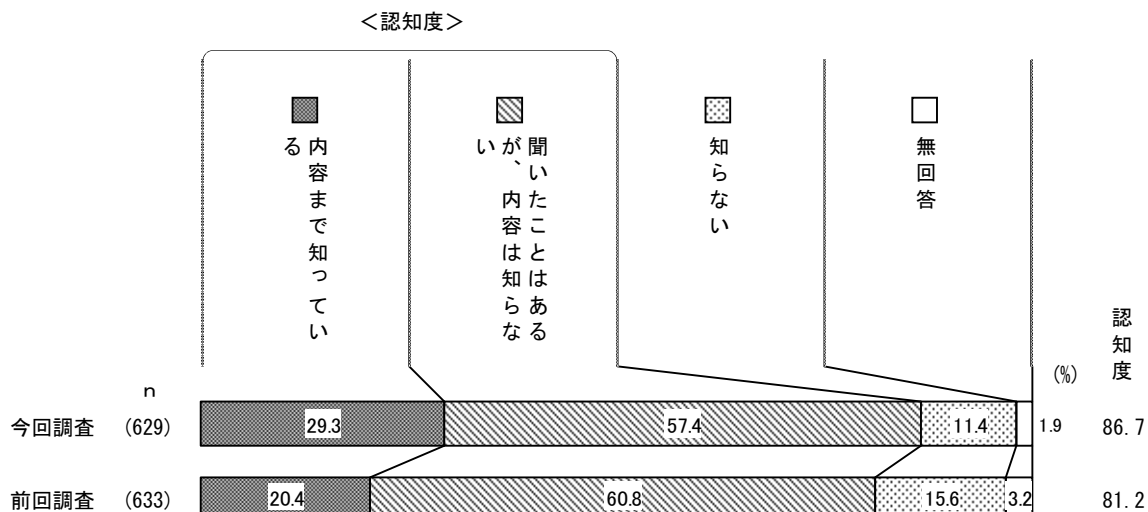 ＜認知度＞
内容まで知ってい
る
聞いたことはある
が、内容は知らな
い
知らない
無回答
(%)
認知度
n
今回調査 (629) 29.3 57.4 11.4 1.9 86.7
前回調査 (633) 20.4 60.8 15.6 3.2 81.2